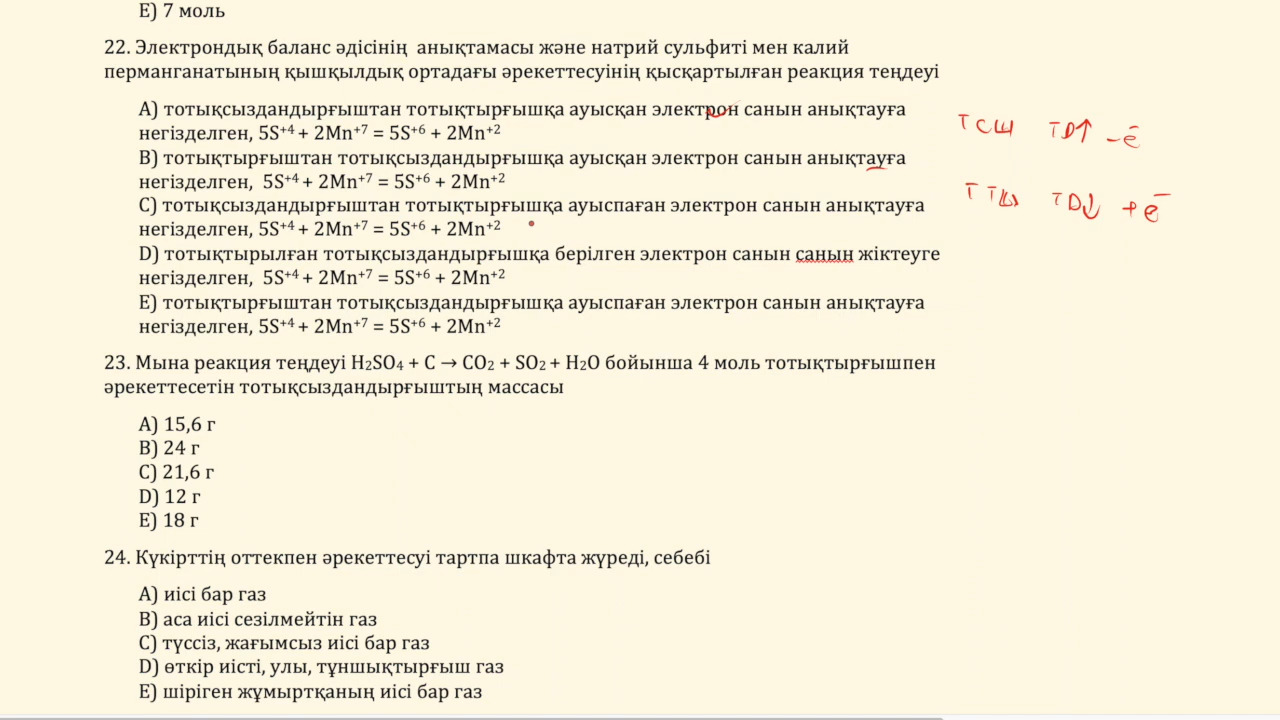 E) 7 моль
22. Электрондық баланс әдісінің анықтамасы және натрий сульфиті мен калий
перманганатының қышқылдық ортадағы әрекеттесуінің қысқартылған реакция теңдеуі
A) тотықсыздандырғыштан тотықтырғышқа ауысқан электрон санын анықтауға
негізделген, 5S⁺⁴ + 2Mn⁺⁷ = 5S⁺⁶ + 2Mn⁺²
B) тотықтырғыштан тотықсыздандырғышқа ауысқан электрон санын анықтауға
негізделген, 5S⁺⁴ + 2Mn⁺⁷ = 5S⁺⁶ + 2Mn⁺²
C) тотықсыздандырғыштан тотықтырғышқа ауыспаған электрон санын анықтауға
негізделген, 5S⁺⁴ + 2Mn⁺⁷ = 5S⁺⁶ + 2Mn⁺²
D) тотықтырылған тотықсыздандырғышқа берілген электрон санын санын жіктеуге
негізделген, 5S⁺⁴ + 2Mn⁺⁷ = 5S⁺⁶ + 2Mn⁺²
E) тотықтырғыштан тотықсыздандырғышқа ауыспаған электрон санын анықтауға
негізделген, 5S⁺⁴ + 2Mn⁺⁷ = 5S⁺⁶ + 2Mn⁺²
ТСШ TD↑ -ē
ТТШ TD↓ +ē
23. Мына реакция теңдеуі H₂SO₄ + C → CO₂ + SO₂ + H₂O бойынша 4 моль тотықтырғышпен
әрекеттесетін тотықсыздандырғыштың массасы
A) 15,6 г
B) 24 г
C) 21,6 г
D) 12 г
E) 18 г
24. Күкірттің оттекпен әрекеттесуі тартпа шкафта жүреді, себебі
A) иісі бар газ
B) аса иісі сезілмейтін газ
C) түссіз, жағымсыз иісі бар газ
D) өткір иісті, улы, тұншықтырғыш газ
E) шіріген жұмыртқаның иісі бар газ